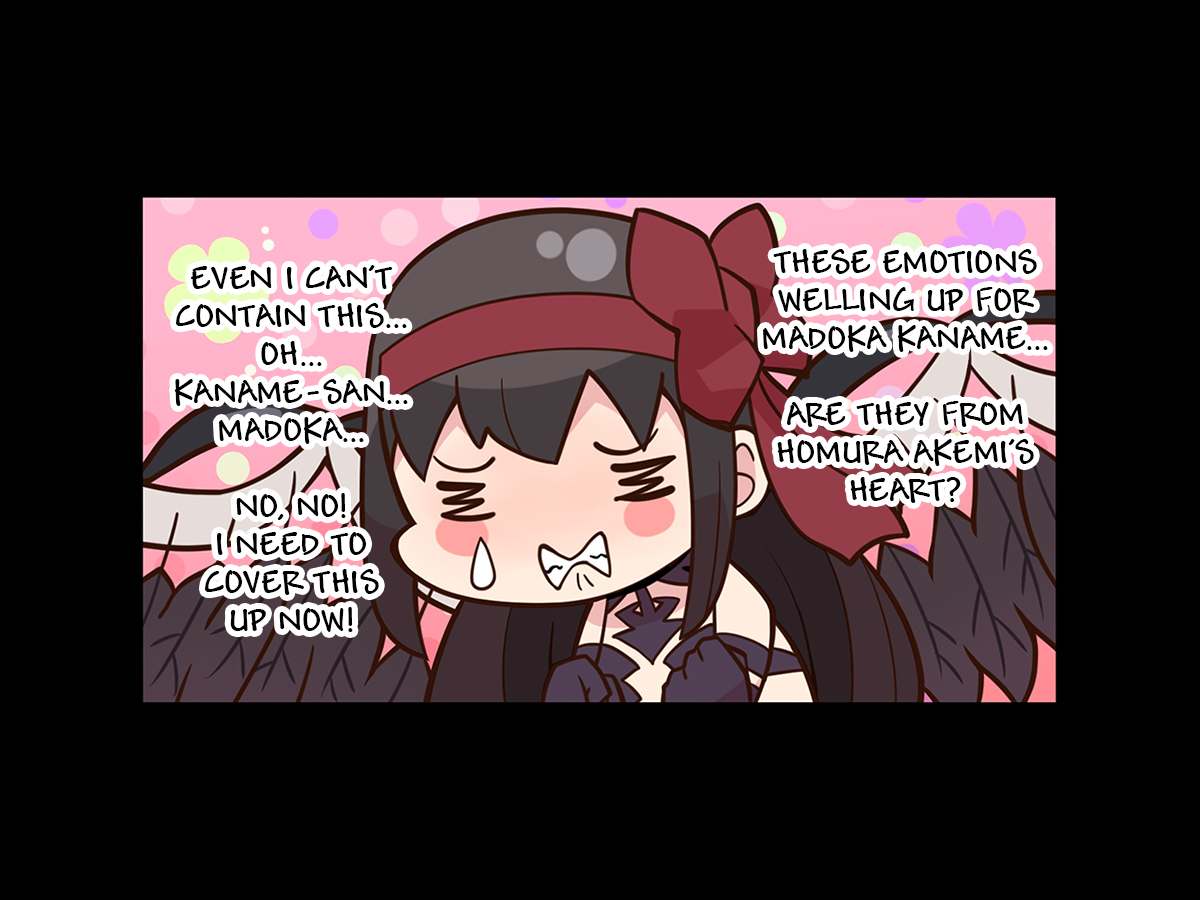 THESE EMOTIONS
WELLING UP FOR
MADOKA KANAME...
ARE THEY FROM
HOMURA AKEMI'S
HEART?
EVEN I CAN'T
CONTAIN THIS...
OH...
KANAME-SAN...
MADOKA...
NO, NO!
I NEED TO
COVER THIS
UP NOW!